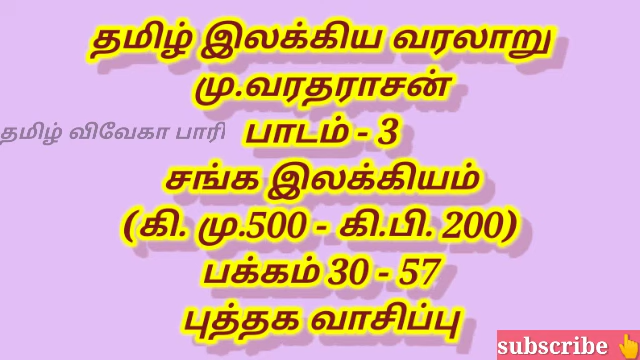 தமிழ் இலக்கிய வரலாறு
மு.வரதராசன்
தமிழ் விவேகா பாரி
பாடம் - 3
சங்க இலக்கியம்
(கி. மு.500 - கி.பி. 200)
பக்கம் 30 - 57
புத்தக வாசிப்பு
subscribe 👆